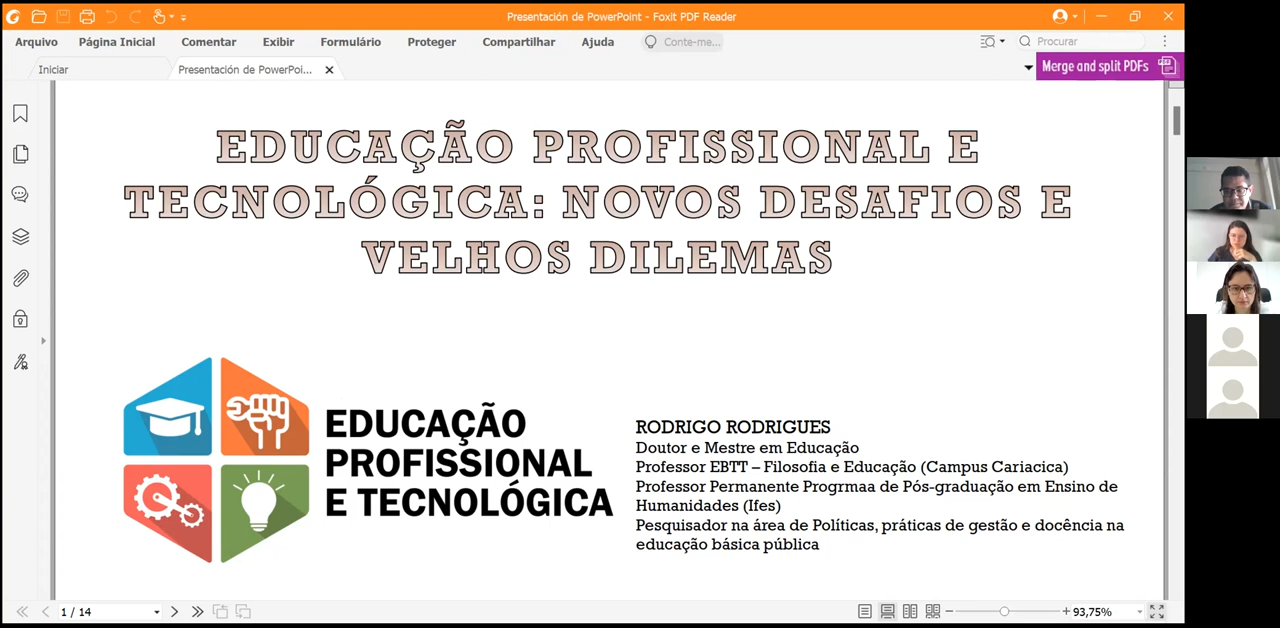 Presentación de PowerPoint - Foxit PDF Reader
Arquivo Página Inicial Comentar Exibir Formulário Proteger Compartilhar Ajuda Conte-me... Procurar
Iniciar Presentación de PowerPoi... Merge and split PDFs
EDUCAÇÃO PROFISSIONAL E
TECNOLÓGICA: NOVOS DESAFIOS E
VELHOS DILEMAS
EDUCAÇÃO
PROFISSIONAL
E TECNOLÓGICA
RODRIGO RODRIGUES
Doutor e Mestre em Educação
Professor EBTT – Filosofia e Educação (Campus Cariacica)
Professor Permanente Progrmaa de Pós-graduação em Ensino de
Humanidades (Ifes)
Pesquisador na área de Políticas, práticas de gestão e docência na
educação básica pública
1 / 14 93,75%